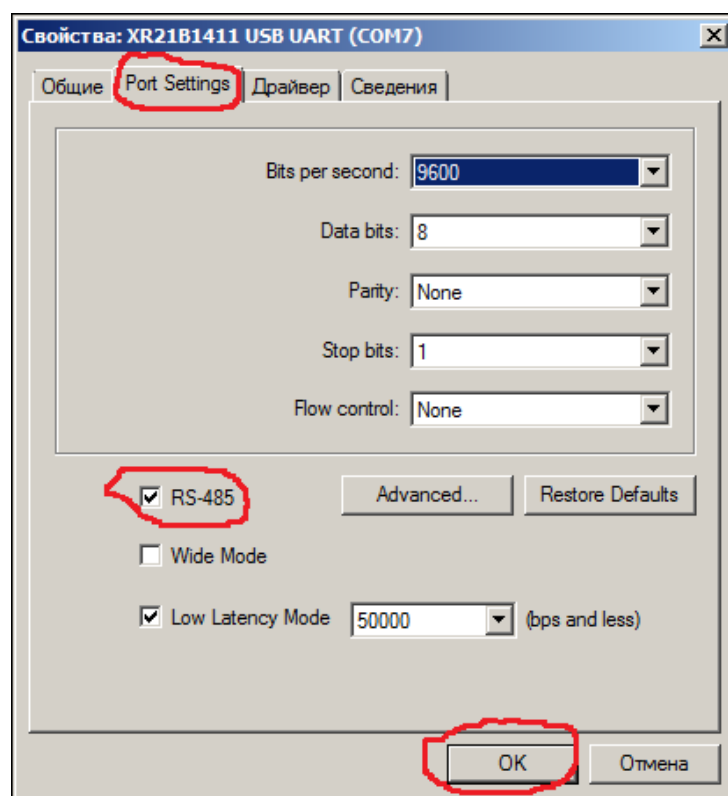 Свойства: XR21B1411 USB UART (COM7)
Общие Port Settings Драйвер Сведения
Bits per second: 9600
Data bits: 8
Parity: None
Stop bits: 1
Flow control: None
RS-485 Advanced... Restore Defaults
Wide Mode
Low Latency Mode 50000 (bps and less)
OK Отмена